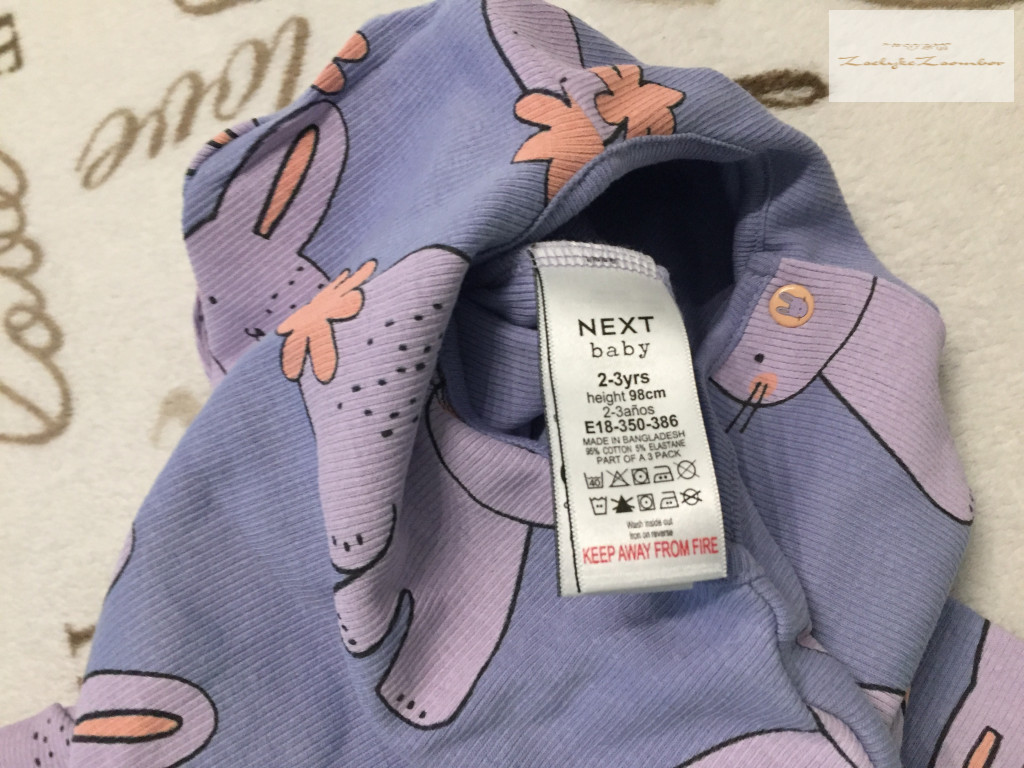 love
NEXT
baby
2-3yrs
height 98cm
2-3años
E18-350-386
MADE IN BANGLADESH
95% COTTON 5% ELASTANE
PART OF A 3 PACK
40
Wash inside out
Iron on reverse
KEEP AWAY FROM FIRE